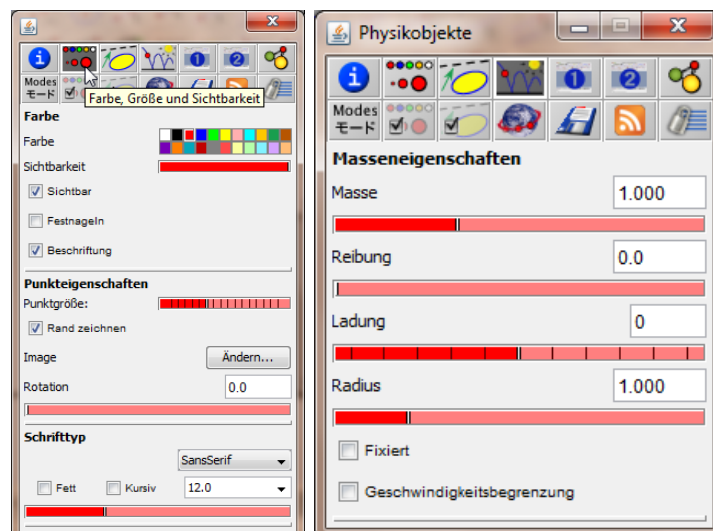 Modes
モード
Farbe, Größe und Sichtbarkeit
Farbe
Farbe
Sichtbarkeit
Sichtbar
Festnageln
Beschriftung
Punkteigenschaften
Punktgröße:
Rand zeichnen
Image
Ändern...
Rotation
0.0
Schrifttyp
SansSerif
Fett
Kursiv
12.0
Physikobjekte
i
1
2
Modes
モード
Masseneigenschaften
Masse
1.000
Reibung
0.0
Ladung
0
Radius
1.000
Fixiert
Geschwindigkeitsbegrenzung